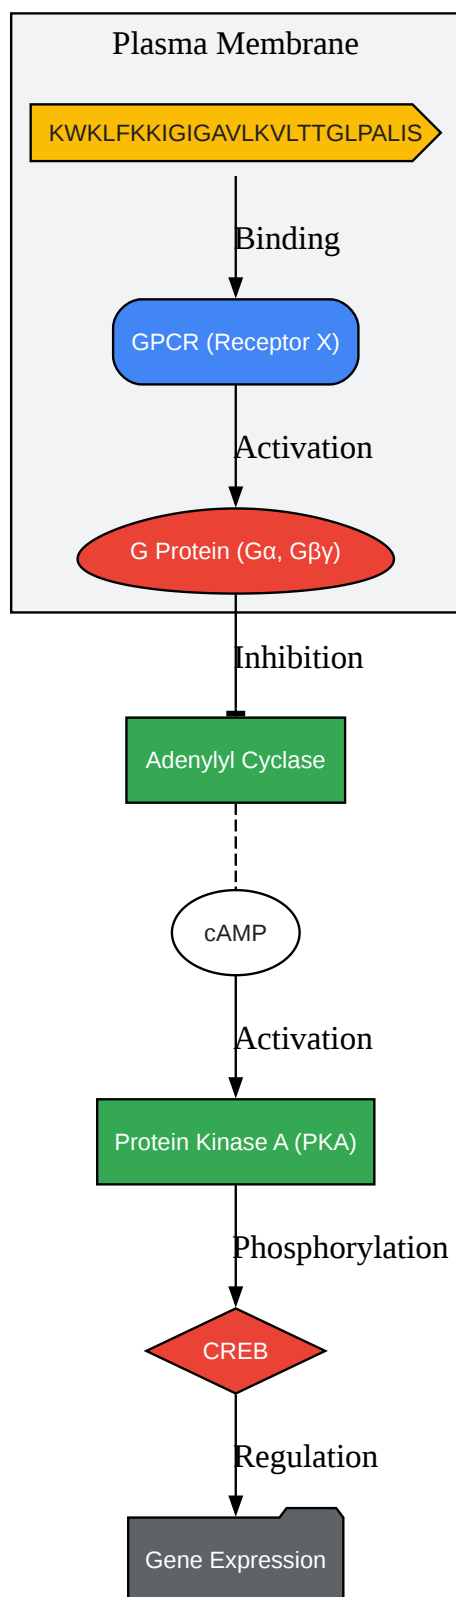 Plasma Membrane
KWKLFKKIGIGAVLKVLTTGLPALIS
Binding
GPCR (Receptor X)
Activation
G Protein (Gα, Gβγ)
Inhibition
Adenylyl Cyclase
cAMP
Activation
Protein Kinase A (PKA)
Phosphorylation
CREB
Regulation
Gene Expression